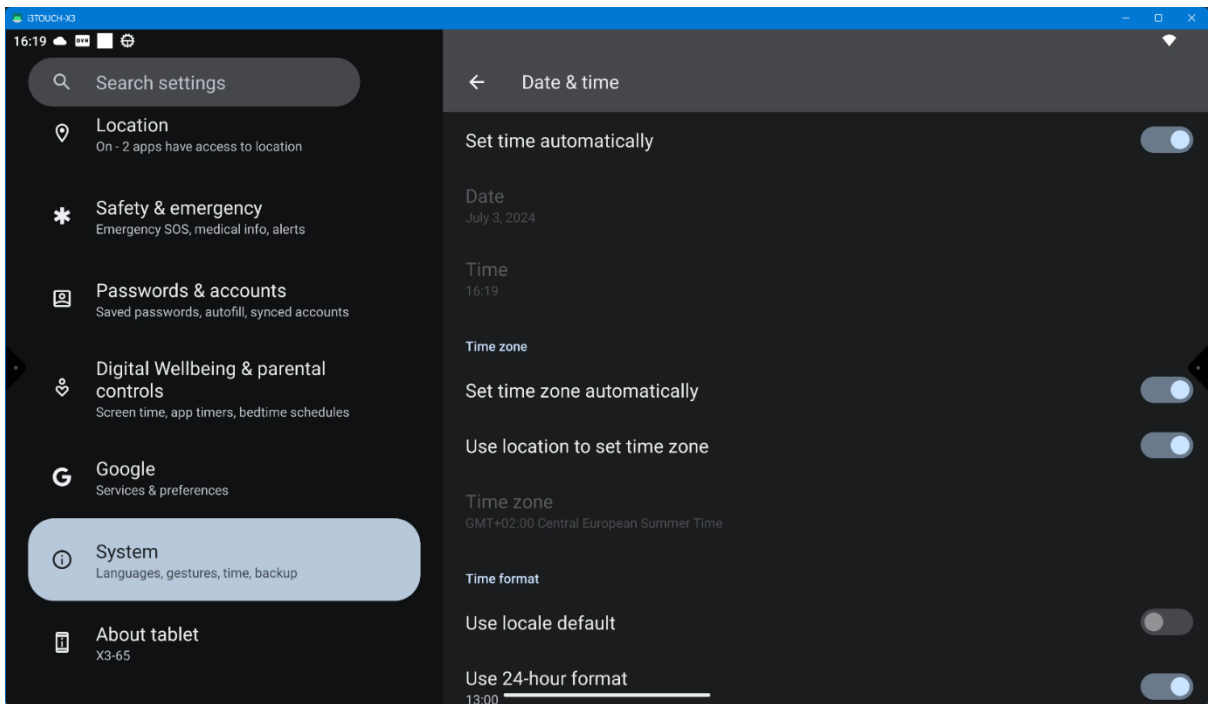 i3TOUCH-X3
16:19
Search settings
Location
On - 2 apps have access to location
Safety & emergency
Emergency SOS, medical info, alerts
Passwords & accounts
Saved passwords, autofill, synced accounts
Digital Wellbeing & parental
controls
Screen time, app timers, bedtime schedules
Google
Services & preferences
System
Languages, gestures, time, backup
About tablet
X3-65
Date & time
Set time automatically
Date
July 3, 2024
Time
16:19
Time zone
Set time zone automatically
Use location to set time zone
Time zone
GMT+02:00 Central European Summer Time
Time format
Use locale default
Use 24-hour format
13:00